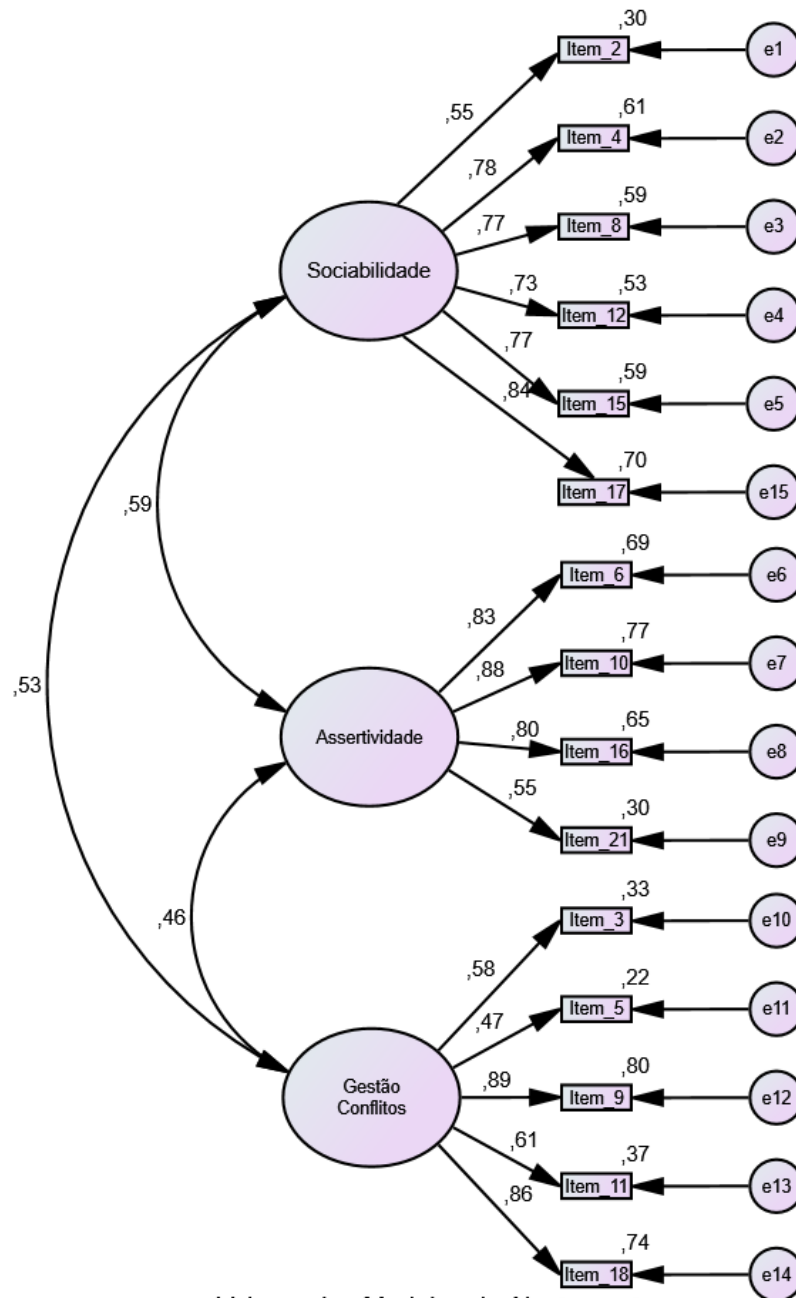 ,30
Item_2
e1
,55
,61
Item_4
e2
,78
,59
Item_8
e3
,77
Sociabilidade
,73
,53
Item_12
e4
,77
,59
Item_15
e5
,84
,70
Item_17
e15
,59
,69
Item_6
e6
,83
,77
Item_10
e7
,88
,53
Assertividade
,80
,65
Item_16
e8
,55
,30
Item_21
e9
,46
,33
Item_3
e10
,58
,22
Item_5
e11
,47
Gestão
Conflitos
,89
,80
Item_9
e12
,61
,37
Item_11
e13
,86
,74
Item_18
e14